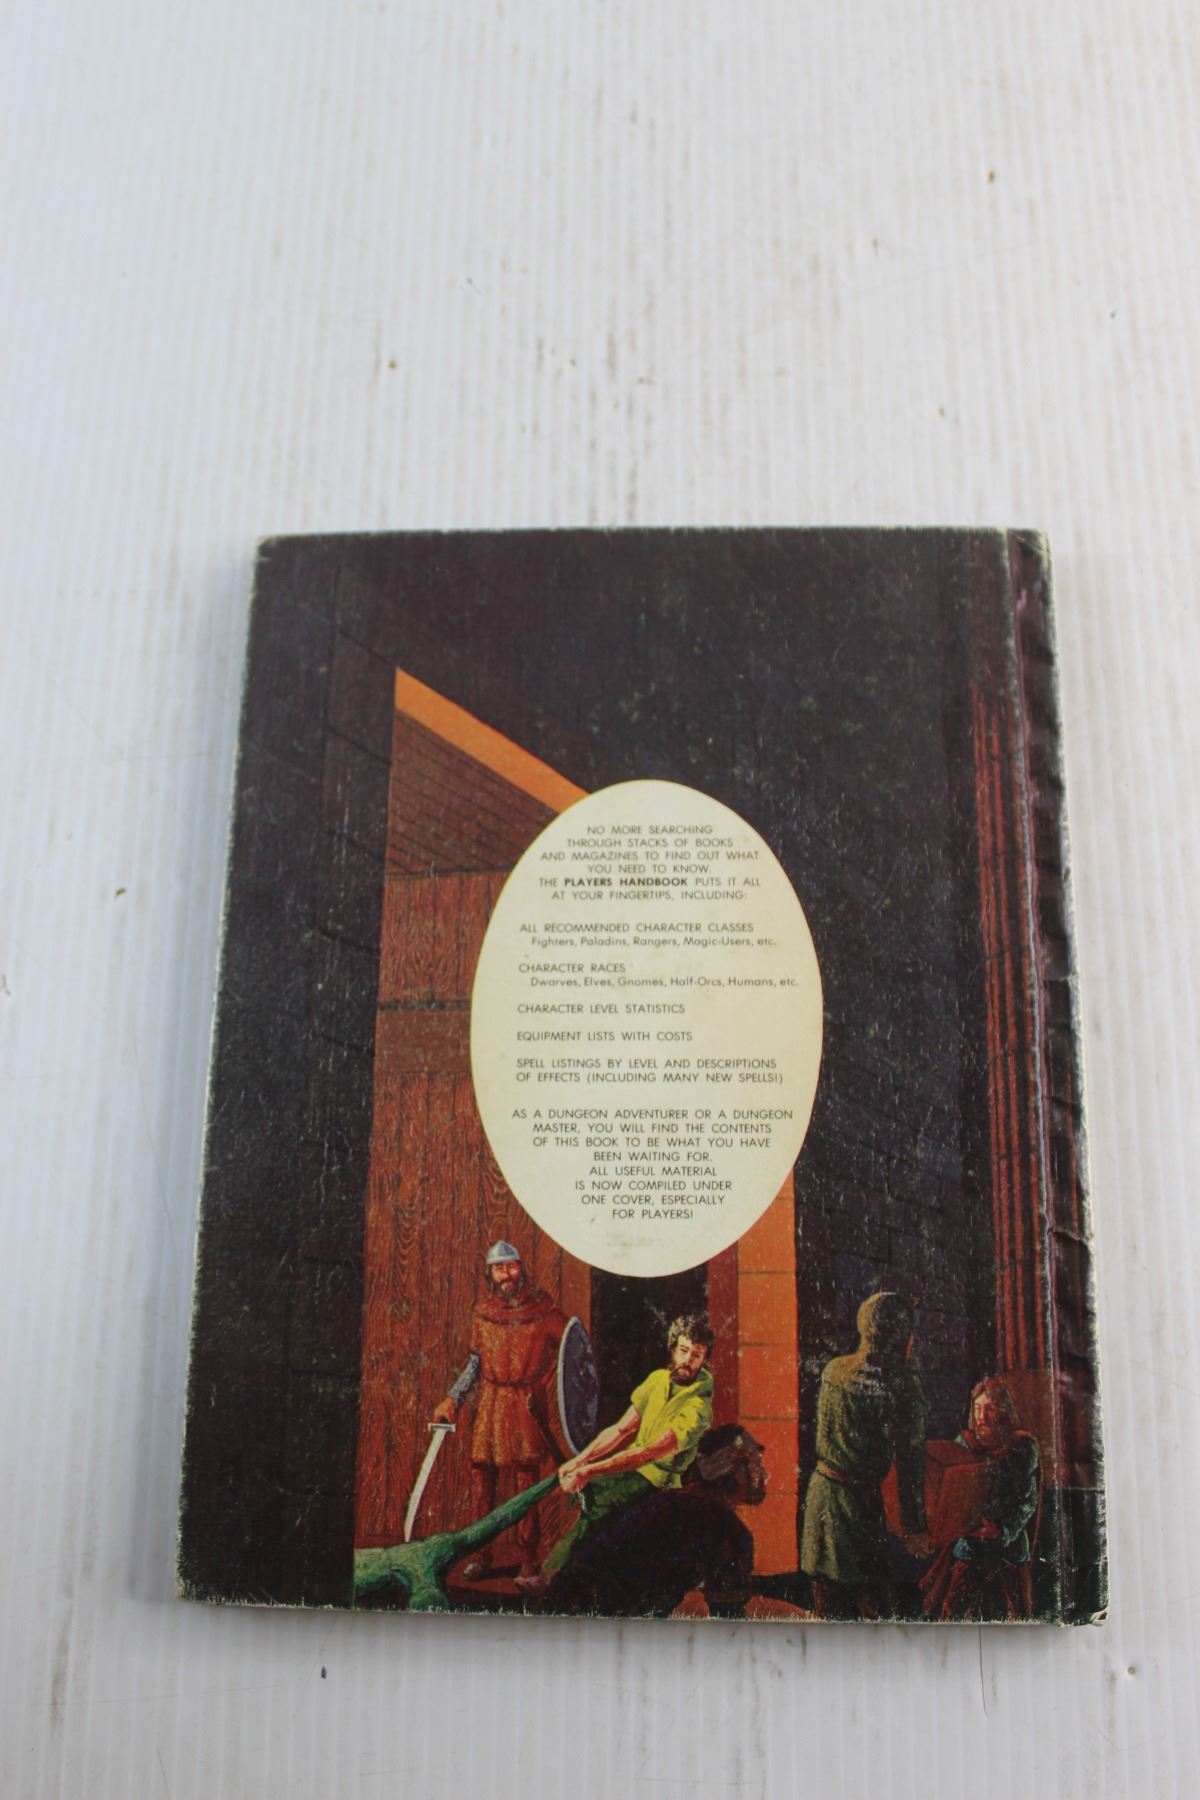 NO MORE SEARCHING
THROUGH STACKS OF BOOKS
AND MAGAZINES TO FIND OUT WHAT
YOU NEED TO KNOW.
THE PLAYERS HANDBOOK PUTS IT ALL
AT YOUR FINGERTIPS, INCLUDING:
ALL RECOMMENDED CHARACTER CLASSES
Fighters, Paladins, Rangers, Magic-Users, etc.
CHARACTER RACES
Dwarves, Elves, Gnomes, Half-Orcs, Humans, etc.
CHARACTER LEVEL STATISTICS
EQUIPMENT LISTS WITH COSTS
SPELL LISTINGS BY LEVEL AND DESCRIPTIONS
OF EFFECTS (INCLUDING MANY NEW SPELLS!)
AS A DUNGEON ADVENTURER OR A DUNGEON
MASTER, YOU WILL FIND THE CONTENTS
OF THIS BOOK TO BE WHAT YOU HAVE
BEEN WAITING FOR.
ALL USEFUL MATERIAL
IS NOW COMPILED UNDER
ONE COVER, ESPECIALLY
FOR PLAYERS!